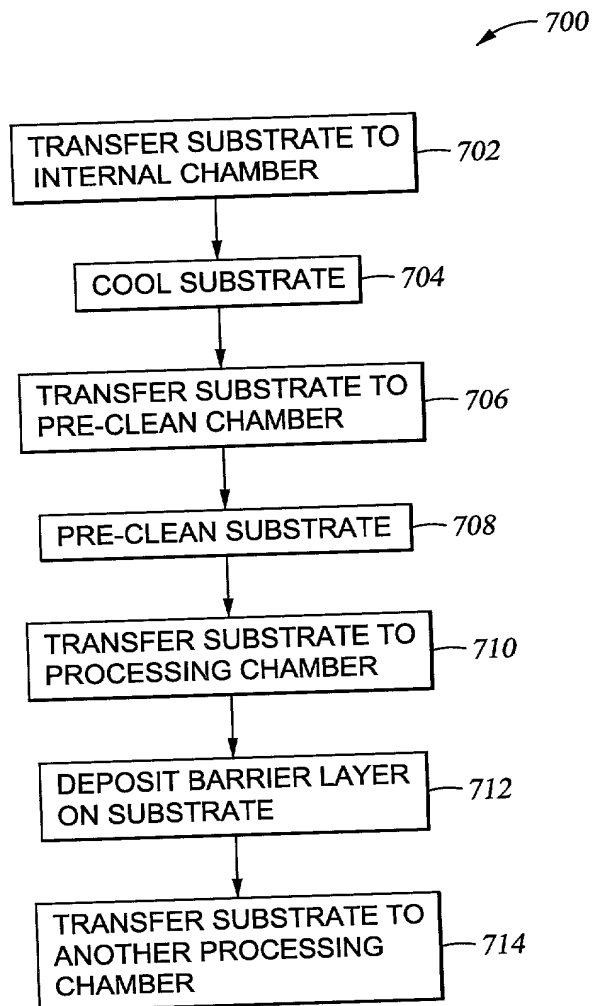 700
TRANSFER SUBSTRATE TO
INTERNAL CHAMBER
702
COOL SUBSTRATE
704
TRANSFER SUBSTRATE TO
PRE-CLEAN CHAMBER
706
PRE-CLEAN SUBSTRATE
708
TRANSFER SUBSTRATE TO
PROCESSING CHAMBER
710
DEPOSIT BARRIER LAYER
ON SUBSTRATE
712
TRANSFER SUBSTRATE TO
ANOTHER PROCESSING
CHAMBER
714